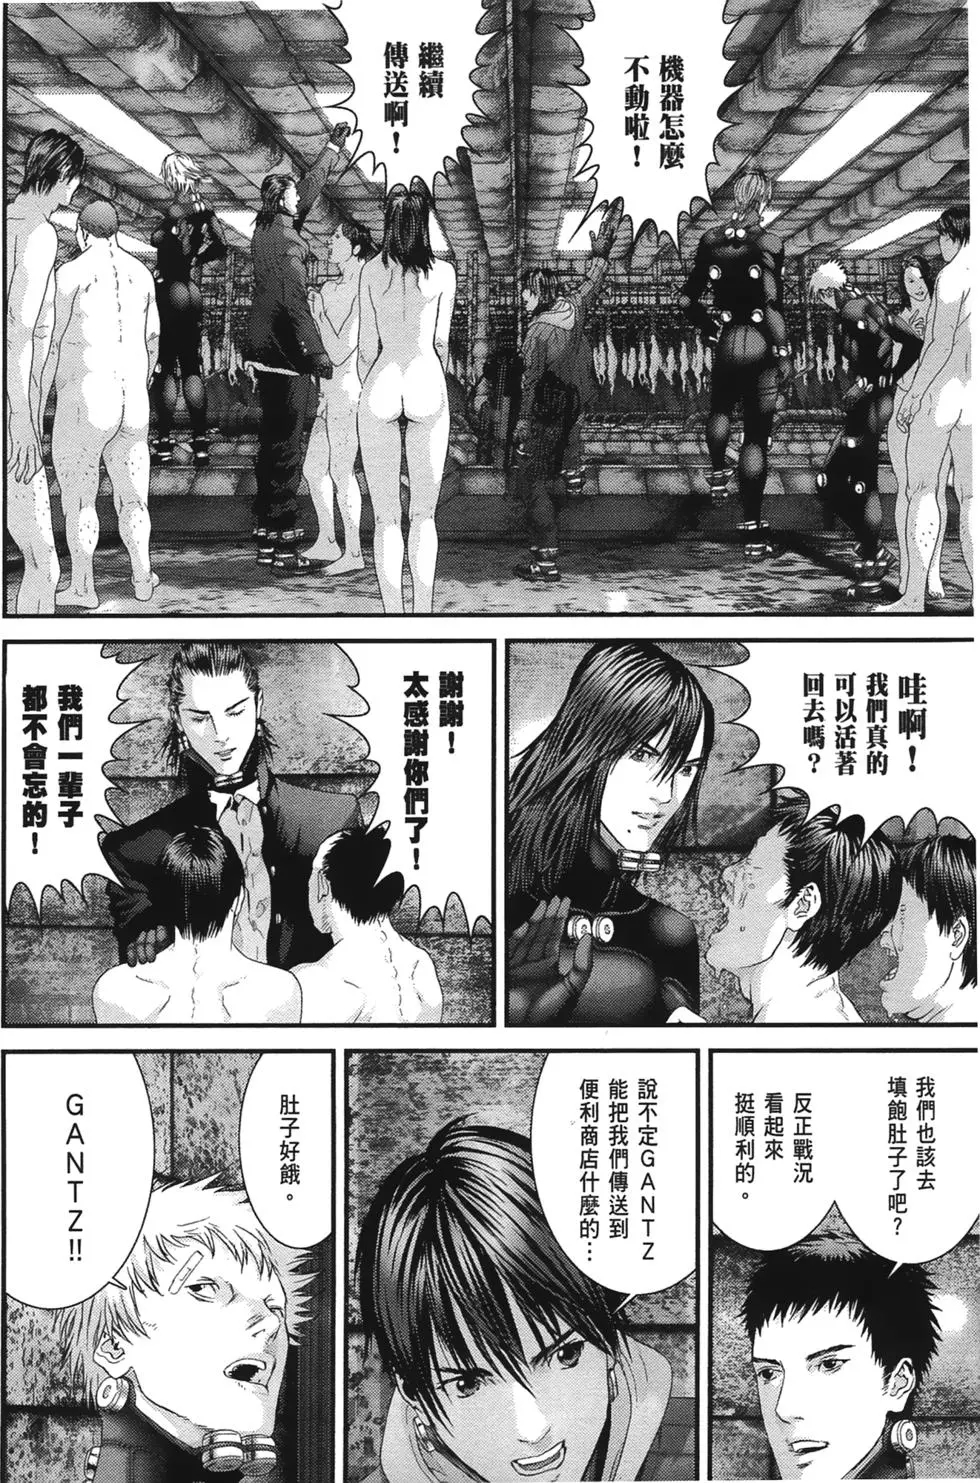 機器怎麼
不動啦！
繼續
傳送啊！
哇啊！
我們真的
可以活著
回去嗎？
謝謝！
太感謝你們了！
我們一輩子
都不會忘的！
我們也該去
填飽肚子了吧？
反正戰況
看起來
挺順利的。
說不定GANTZ
能把我們傳送到
便利商店什麼的…
肚子好餓。
GANTZ!!